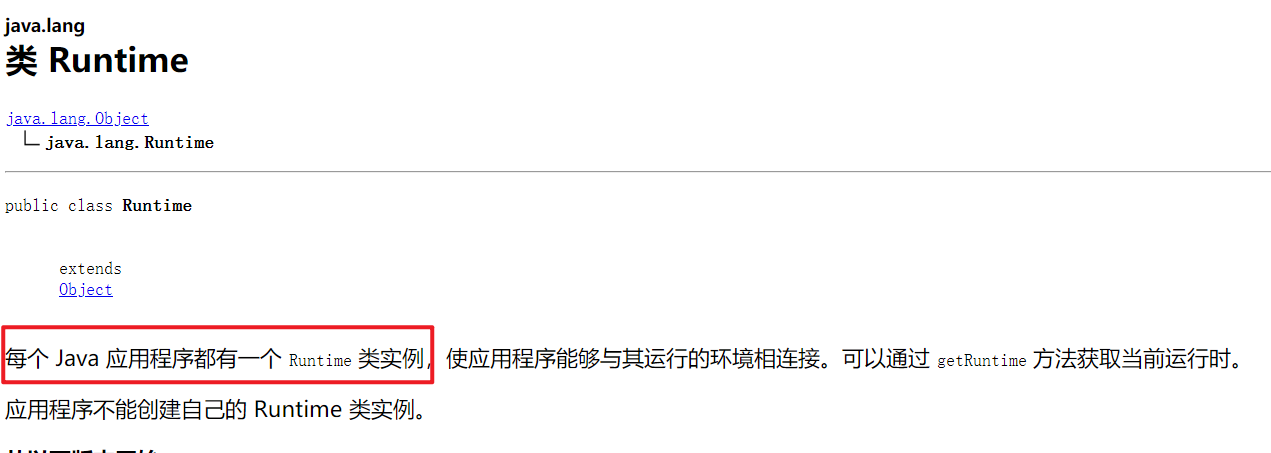 java.lang
类 Runtime
java.lang.Object
java.lang.Runtime
public class Runtime
extends
Object
每个 Java 应用程序都有一个 Runtime 类实例，使应用程序能够与其运行的环境相连接。可以通过 getRuntime 方法获取当前运行时。
应用程序不能创建自己的 Runtime 类实例。